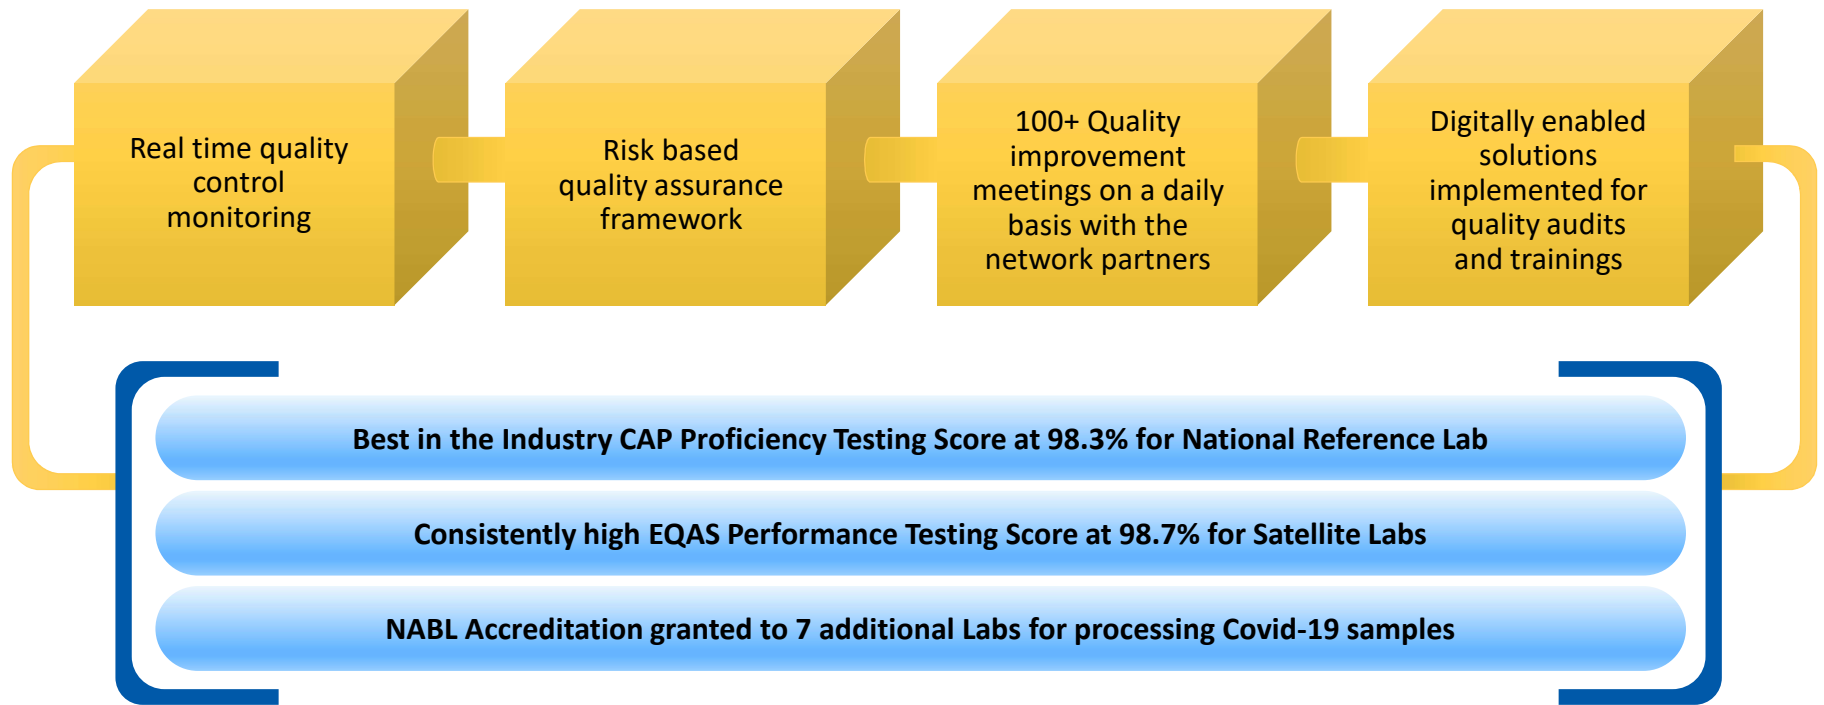 Real time quality
control
monitoring
Risk based
quality assurance
framework
100+ Quality
improvement
meetings on a daily
basis with the
network partners
Digitally enabled
solutions
implemented for
quality audits
and trainings
Best in the Industry CAP Proficiency Testing Score at 98.3% for National Reference Lab
Consistently high EQAS Performance Testing Score at 98.7% for Satellite Labs
NABL Accreditation granted to 7 additional Labs for processing Covid-19 samples